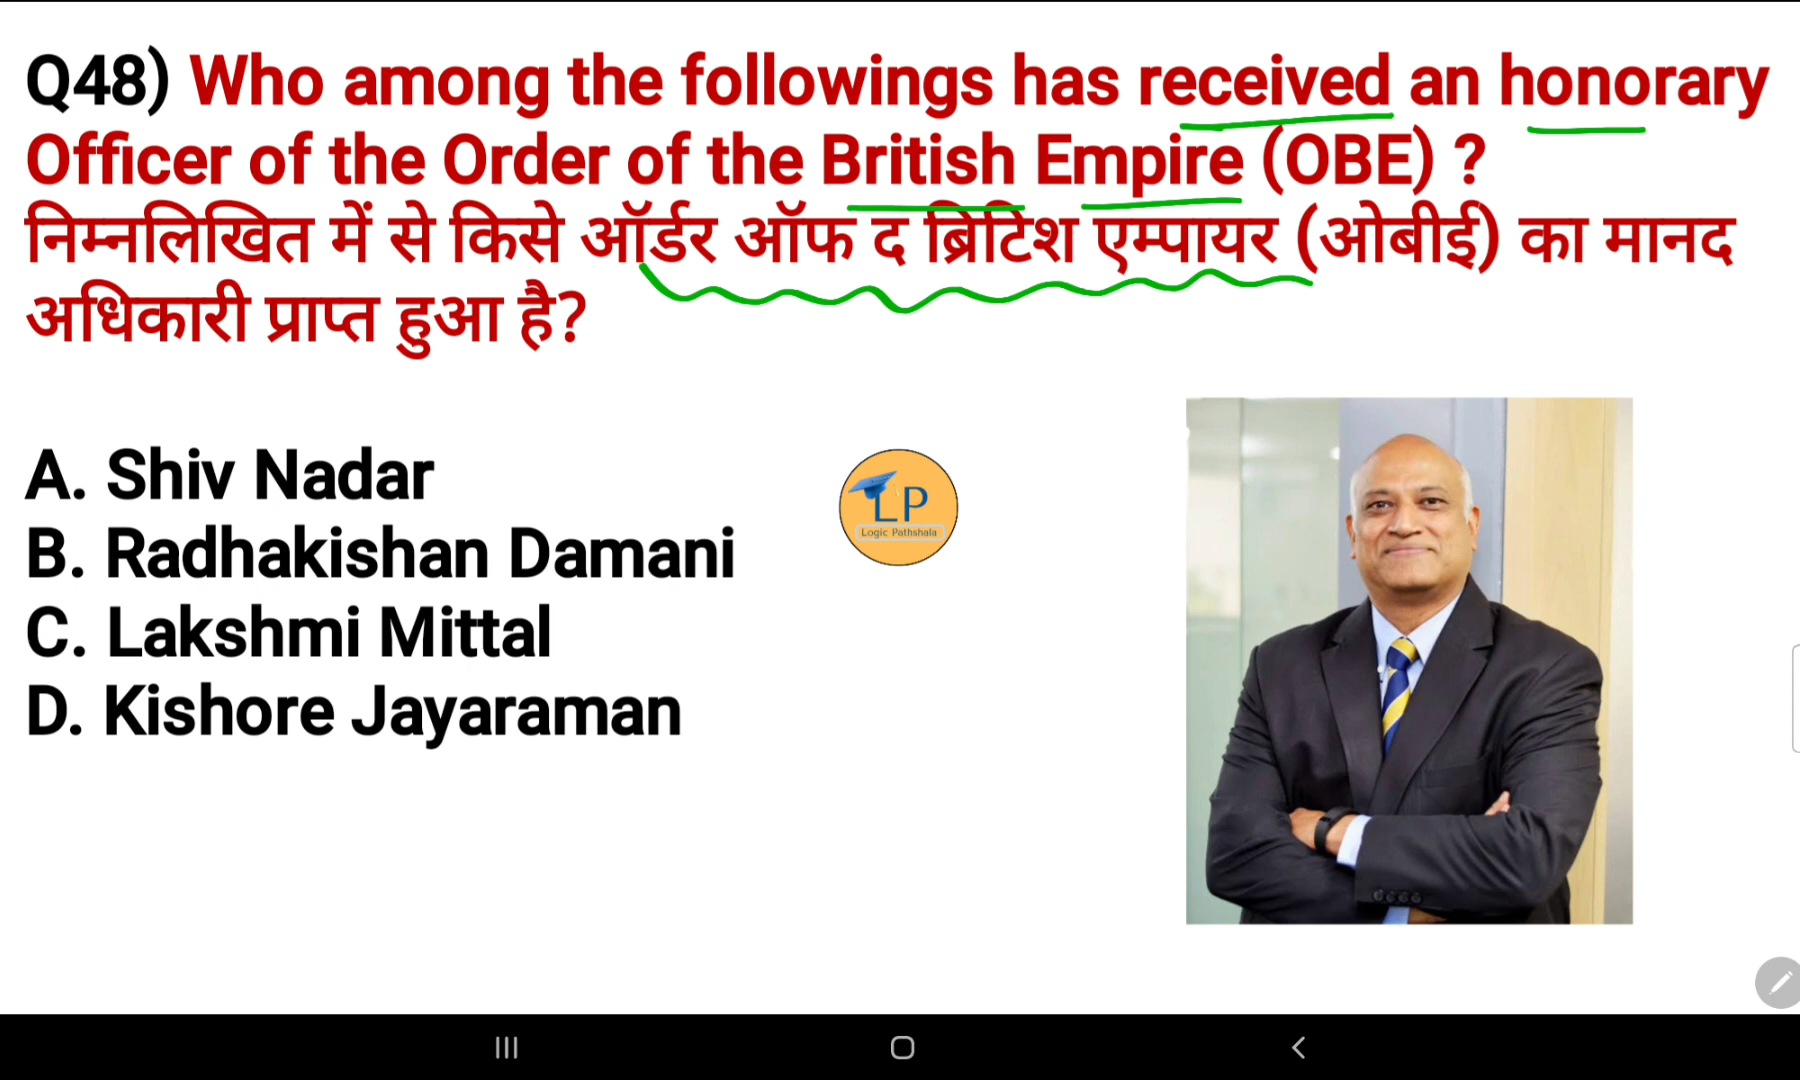 Q48) Who among the followings has received an honorary
Officer of the Order of the British Empire (OBE) ?
निम्नलिखित में से किसे ऑर्डर ऑफ द ब्रिटिश एम्पायर (ओबीई) का मानद
अधिकारी प्राप्त हुआ है?
A. Shiv Nadar
B. Radhakishan Damani
C. Lakshmi Mittal
D. Kishore Jayaraman
LP
Logic Pathshala